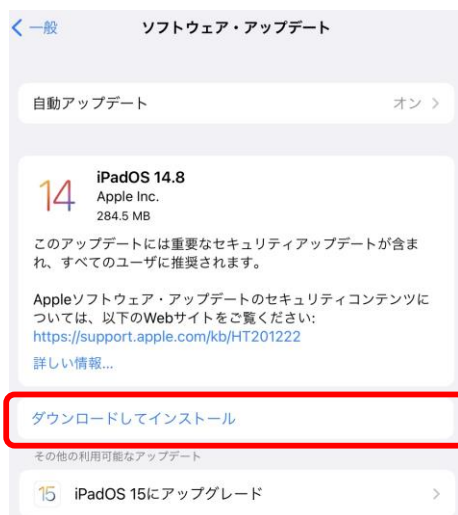 一般
ソフトウェア・アップデート
自動アップデート
オン
14
iPadOS 14.8
Apple Inc.
284.5 MB
このアップデートには重要なセキュリティアップデートが含ま
れ、すべてのユーザに推奨されます。
Appleソフトウェア・アップデートのセキュリティコンテンツに
ついては、以下のWebサイトをご覧ください:
https://support.apple.com/kb/HT201222
詳しい情報...
ダウンロードしてインストール
その他の利用可能なアップデート
15
iPadOS 15にアップグレード